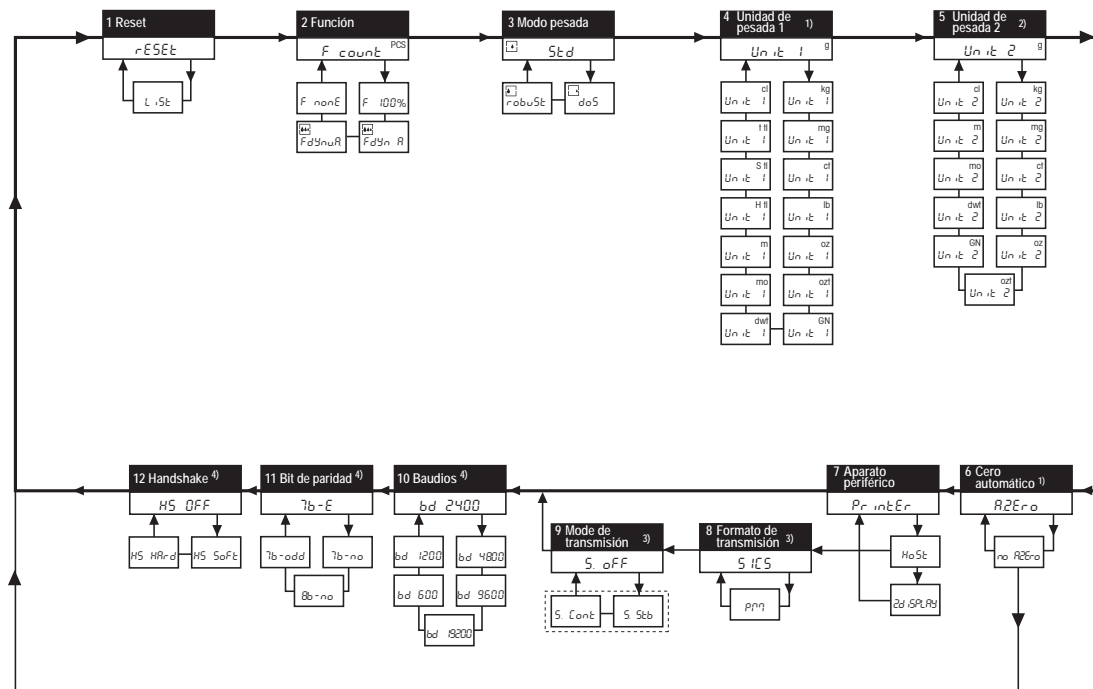 1 Reset
rESEt
L iSt
2 Función
F count PCS
F nonE
F 100%
FdYnuA
FdYn A
3 Modo pesada
Std
robuSt
doS
4 Unidad de pesada 1 1)
Unit 1 g
cl
Unit 1
kg
Unit 1
t tl
Unit 1
mg
Unit 1
S tl
Unit 1
ct
Unit 1
H tl
Unit 1
lb
Unit 1
m
Unit 1
oz
Unit 1
mo
Unit 1
ozt
Unit 1
dwt
Unit 1
GN
Unit 1
5 Unidad de pesada 2 2)
Unit 2 g
cl
Unit 2
kg
Unit 2
m
Unit 2
mg
Unit 2
mo
Unit 2
ct
Unit 2
dwt
Unit 2
lb
Unit 2
GN
Unit 2
oz
Unit 2
ozt
Unit 2
12 Handshake 4)
HS OFF
HS HArd
HS SoFt
11 Bit de paridad 4)
7b-E
7b-odd
7b-no
8b-no
10 Baudios 4)
bd 2400
bd 1200
bd 4800
bd 600
bd 9600
bd 19200
9 Mode de transmisión 3)
S. oFF
S. Cont
S. Stb
8 Formato de transmisión 3)
S ICS
PM
7 Aparato periférico
PrintEr
HoSt
2.diSPLAY
6 Cero automático 1)
A2Ero
no A2Ero